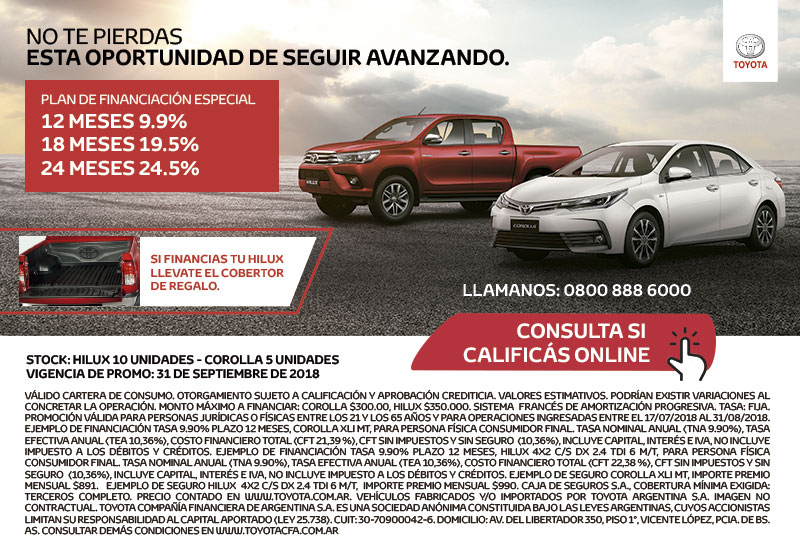 NO TE PIERDAS
ESTA OPORTUNIDAD DE SEGUIR AVANZANDO.
TOYOTA
PLAN DE FINANCIACIÓN ESPECIAL
12 MESES 9.9%
18 MESES 19.5%
24 MESES 24.5%
HILUX
COROLLA
SI FINANCIAS TU HILUX
LLEVATE EL COBERTOR
DE REGALO.
LLAMANOS: 0800 888 6000
CONSULTA SI
CALIFICÁS ONLINE
STOCK: HILUX 10 UNIDADES - COROLLA 5 UNIDADES
VIGENCIA DE PROMO: 31 DE SEPTIEMBRE DE 2018
VÁLIDO CARTERA DE CONSUMO. OTORGAMIENTO SUJETO A CALIFICACIÓN Y APROBACIÓN CREDITICIA. VALORES ESTIMATIVOS. PODRÍAN EXISTIR VARIACIONES AL
CONCRETAR LA OPERACIÓN. MONTO MÁXIMO A FINANCIAR: COROLLA $300.00, HILUX $350.000. SISTEMA FRANCÉS DE AMORTIZACIÓN PROGRESIVA. TASA: FIJA.
PROMOCIÓN VÁLIDA PARA PERSONAS JURÍDICAS O FÍSICAS ENTRE LOS 21 Y LOS 65 AÑOS Y PARA OPERACIONES INGRESADAS ENTRE EL 17/07/2018 AL 31/08/2018.
EJEMPLO DE FINANCIACIÓN TASA 9.90% PLAZO 12 MESES, COROLLA XLI MT, PARA PERSONA FÍSICA CONSUMIDOR FINAL. TASA NOMINAL ANUAL (TNA 9.90%), TASA
EFECTIVA ANUAL (TEA 10,36%), COSTO FINANCIERO TOTAL (CFT 21,39 %), CFT SIN IMPUESTOS Y SIN SEGURO (10,36%), INCLUYE CAPITAL, INTERÉS E IVA, NO INCLUYE
IMPUESTO A LOS DÉBITOS Y CRÉDITOS. EJEMPLO DE FINANCIACIÓN TASA 9.90% PLAZO 12 MESES, HILUX 4X2 C/S DX 2.4 TDI 6 M/T, PARA PERSONA FÍSICA
CONSUMIDOR FINAL. TASA NOMINAL ANUAL (TNA 9.90%), TASA EFECTIVA ANUAL (TEA 10,36%), COSTO FINANCIERO TOTAL (CFT 22,38 %), CFT SIN IMPUESTOS Y SIN
SEGURO (10,36%), INCLUYE CAPITAL, INTERÉS E IVA, NO INCLUYE IMPUESTO A LOS DÉBITOS Y CRÉDITOS. EJEMPLO DE SEGURO COROLLA XLI MT, IMPORTE PREMIO
MENSUAL $891. EJEMPLO DE SEGURO HILUX 4X2 C/S DX 2.4 TDI 6 M/T, IMPORTE PREMIO MENSUAL $990. CAJA DE SEGUROS S.A., COBERTURA MÍNIMA EXIGIDA:
TERCEROS COMPLETO. PRECIO CONTADO EN WWW.TOYOTA.COM.AR. VEHÍCULOS FABRICADOS Y/O IMPORTADOS POR TOYOTA ARGENTINA S.A. IMAGEN NO
CONTRACTUAL. TOYOTA COMPAÑÍA FINANCIERA DE ARGENTINA S.A. ES UNA SOCIEDAD ANÓNIMA CONSTITUIDA BAJO LAS LEYES ARGENTINAS, CUYOS ACCIONISTAS
LIMITAN SU RESPONSABILIDAD AL CAPITAL APORTADO (LEY 25.738). CUIT: 30-70900042-6. DOMICILIO: AV. DEL LIBERTADOR 350, PISO 1°, VICENTE LÓPEZ, PCIA. DE BS.
AS. CONSULTAR DEMÁS CONDICIONES EN WWW.TOYOTACFA.COM.AR